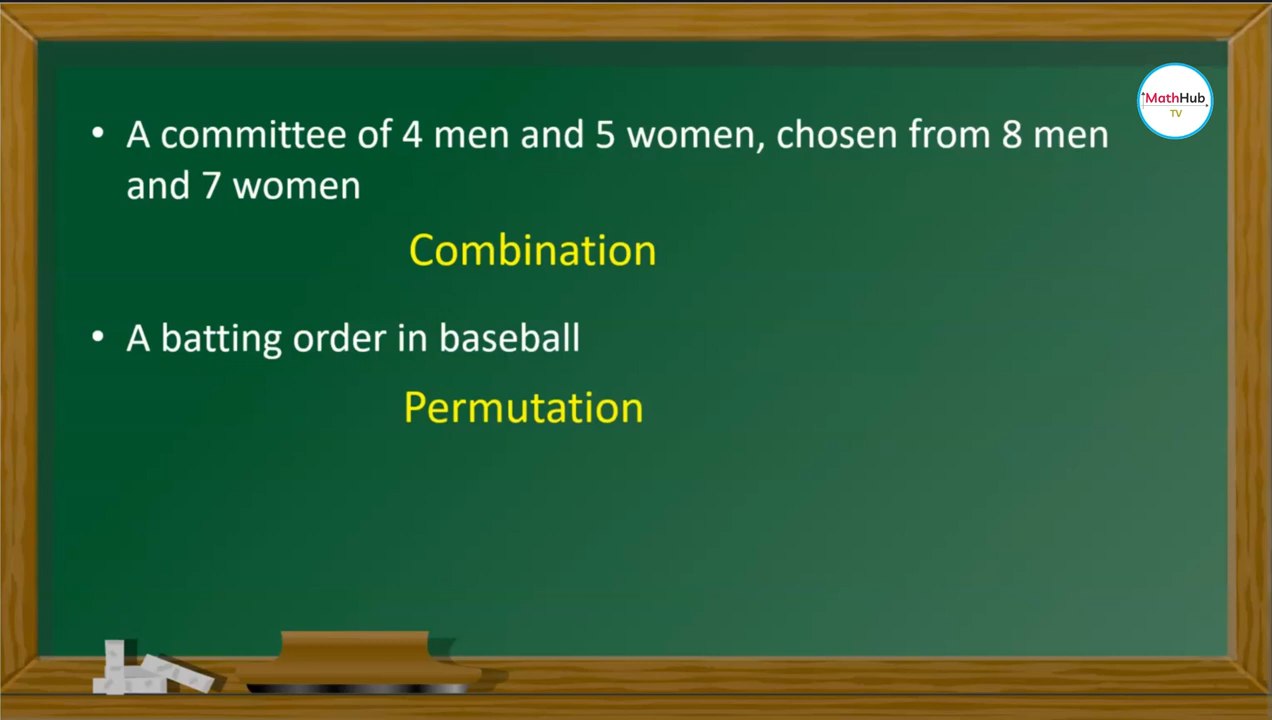 MathHub
TV
• A committee of 4 men and 5 women, chosen from 8 men
and 7 women
Combination
• A batting order in baseball
Permutation